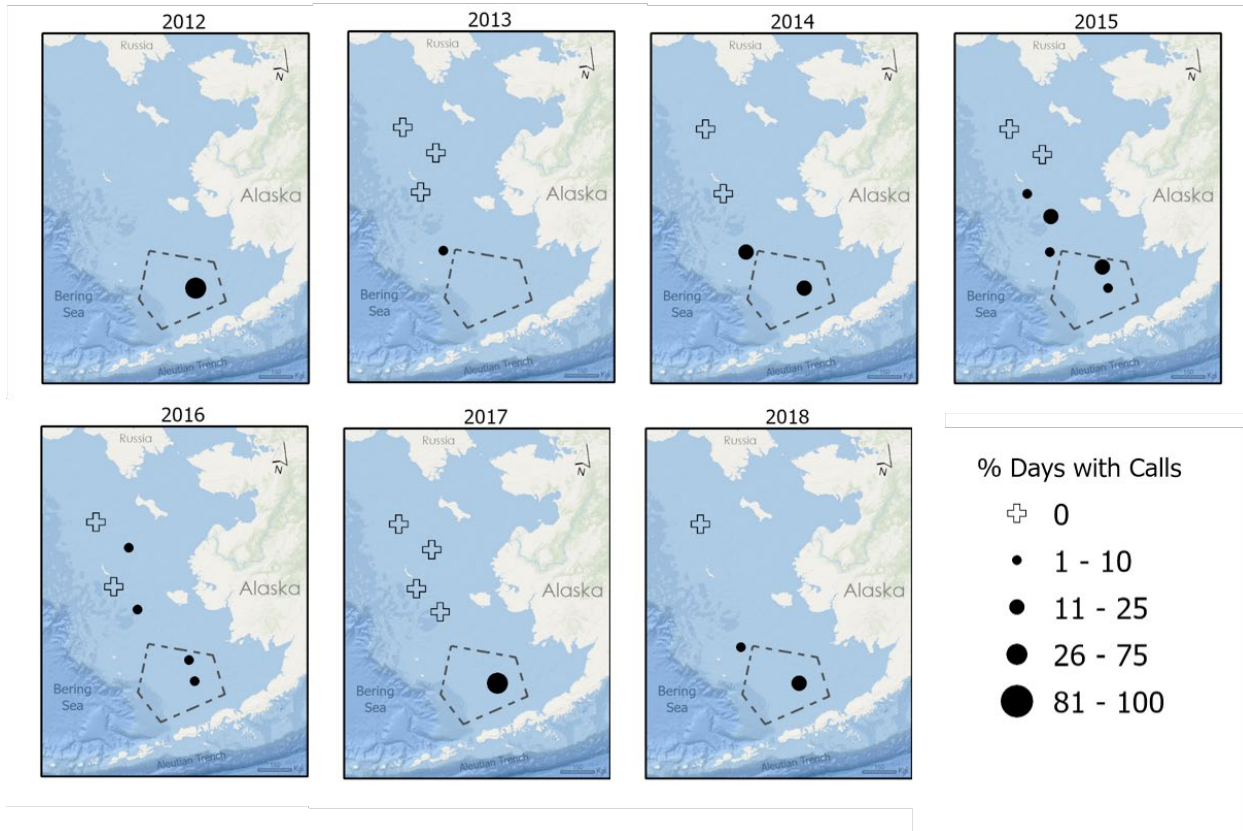 2012
2013
2014
2015
Russia
N
Alaska
Bering
Sea
Aleutian Trench
Russia
N
Alaska
Bering
Sea
Aleutian Trench
Russia
N
Alaska
Bering
Sea
Aleutian Trench
Russia
N
Alaska
Bering
Sea
Aleutian Trench
2016
2017
2018
Russia
N
Alaska
Bering
Sea
Aleutian Trench
Russia
N
Alaska
Bering
Sea
Aleutian Trench
Russia
N
Alaska
Bering
Sea
Aleutian Trench
% Days with Calls
0
1 - 10
11 - 25
26 - 75
81 - 100